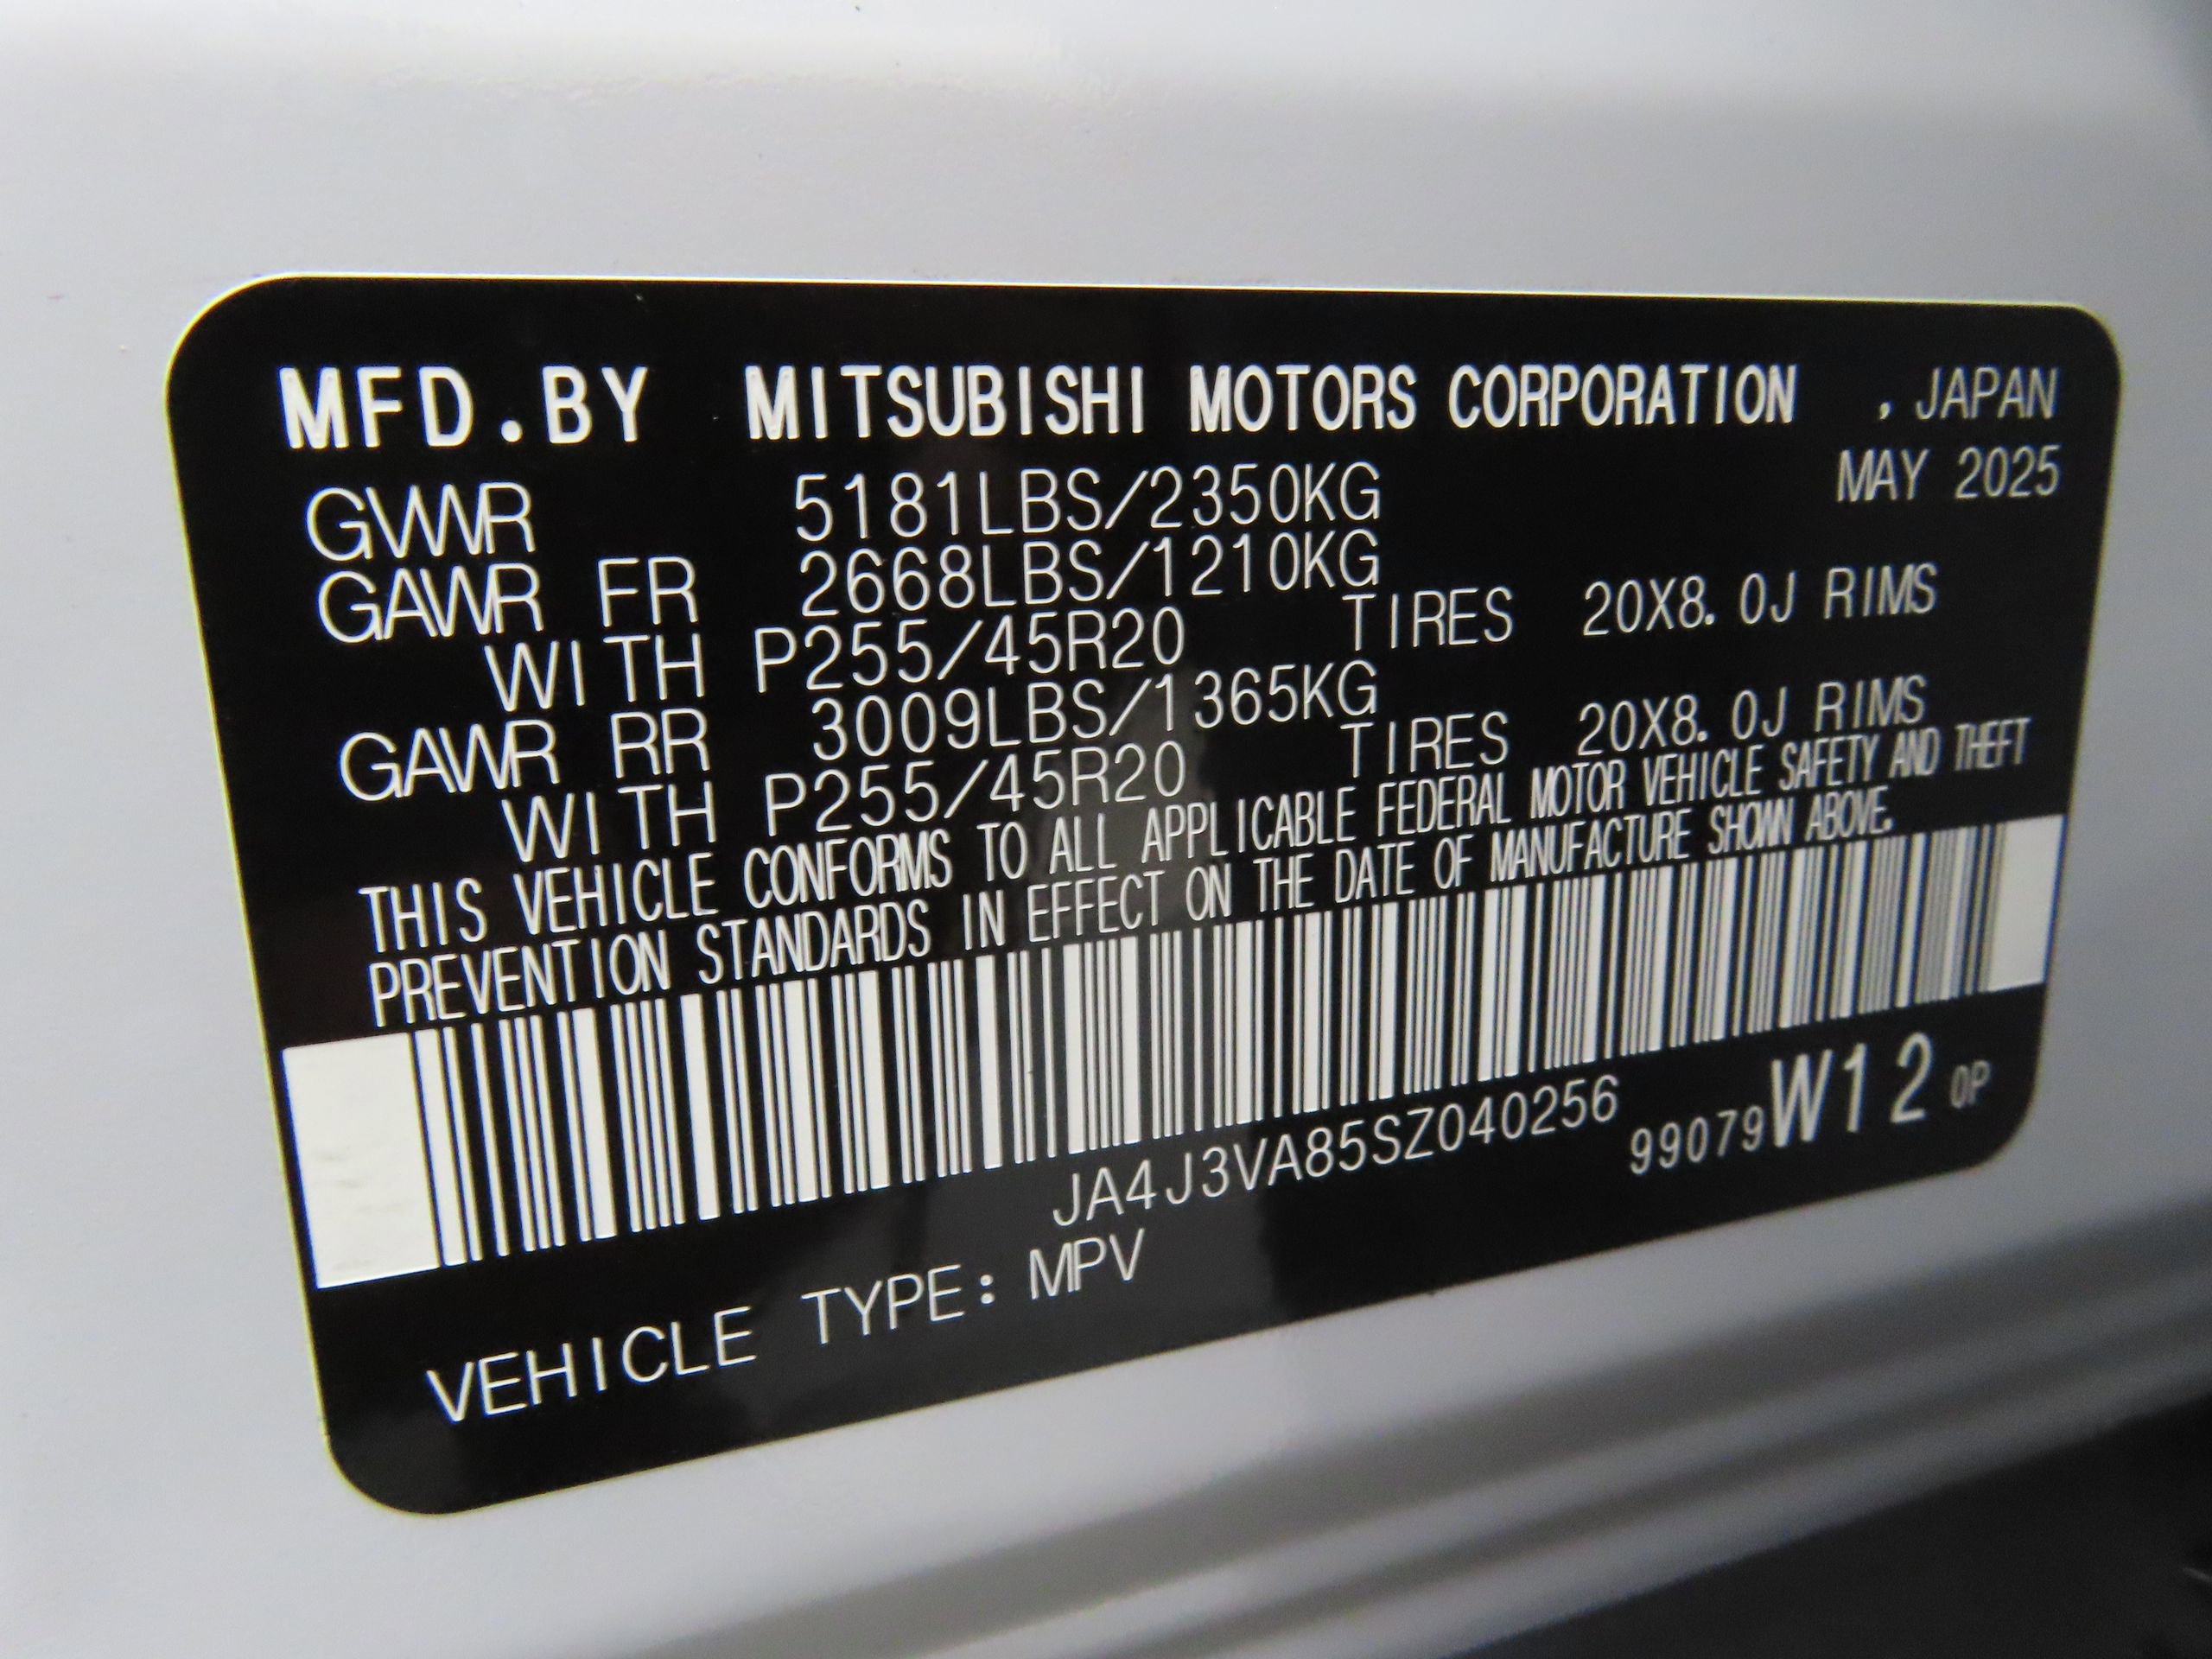 MFD.BY MITSUBISHI MOTORS CORPORATION , JAPAN
MAY 2025
GVWR 5181LBS/2350KG
GAWR FR 2668LBS/1210KG
WITH P255/45R20 TIRES 20X8.0J RIMS
GAWR RR 3009LBS/1365KG
WITH P255/45R20 TIRES 20X8.0J RIMS
THIS VEHICLE CONFORMS TO ALL APPLICABLE FEDERAL MOTOR VEHICLE SAFETY AND THEFT
PREVENTION STANDARDS IN EFFECT ON THE DATE OF MANUFACTURE SHOWN ABOVE.
JA4J3VA85SZ040256
99079 W12 0P
VEHICLE TYPE: MPV